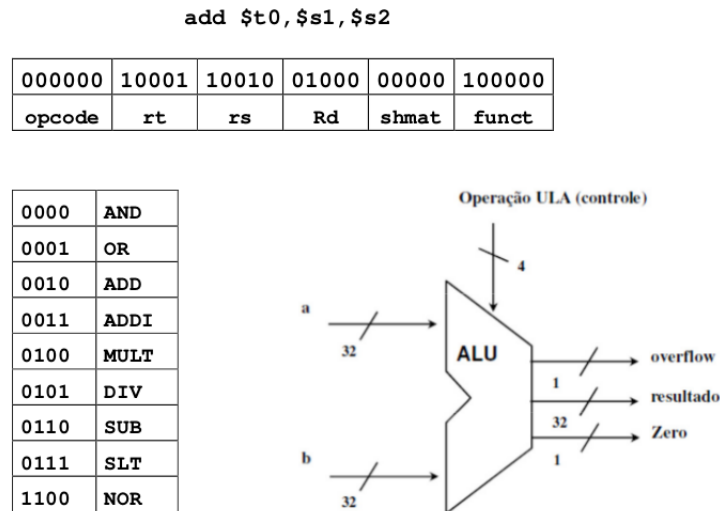 add $t0,$s1,$s2
000000 10001 10010 01000 00000 100000
opcode rt rs Rd shmat funct
0000 AND
0001 OR
0010 ADD
0011 ADDI
0100 MULT
0101 DIV
0110 SUB
0111 SLT
1100 NOR
Operação ULA (controle)
4
a
32
ALU
overflow
1
resultado
32
Zero
1
b
32